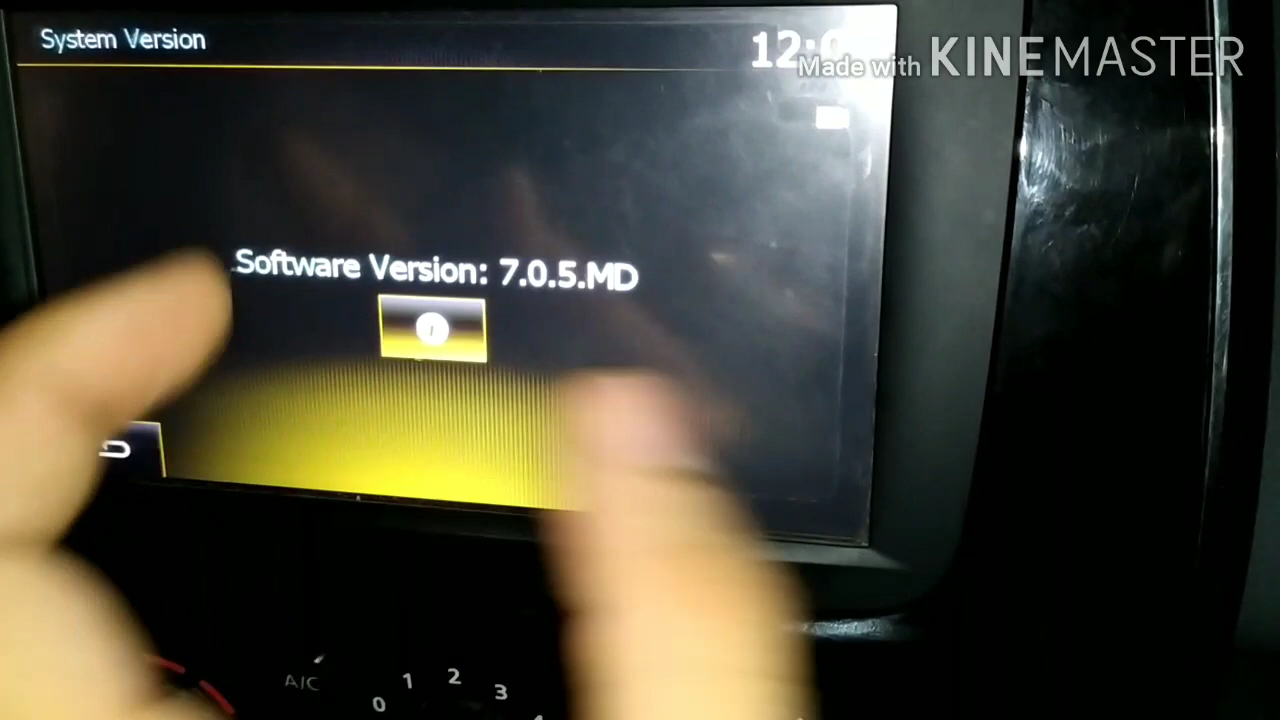 System Version
Made with KINEMASTER
Software Version: 7.0.5.MD
A/C
0 1 2 3